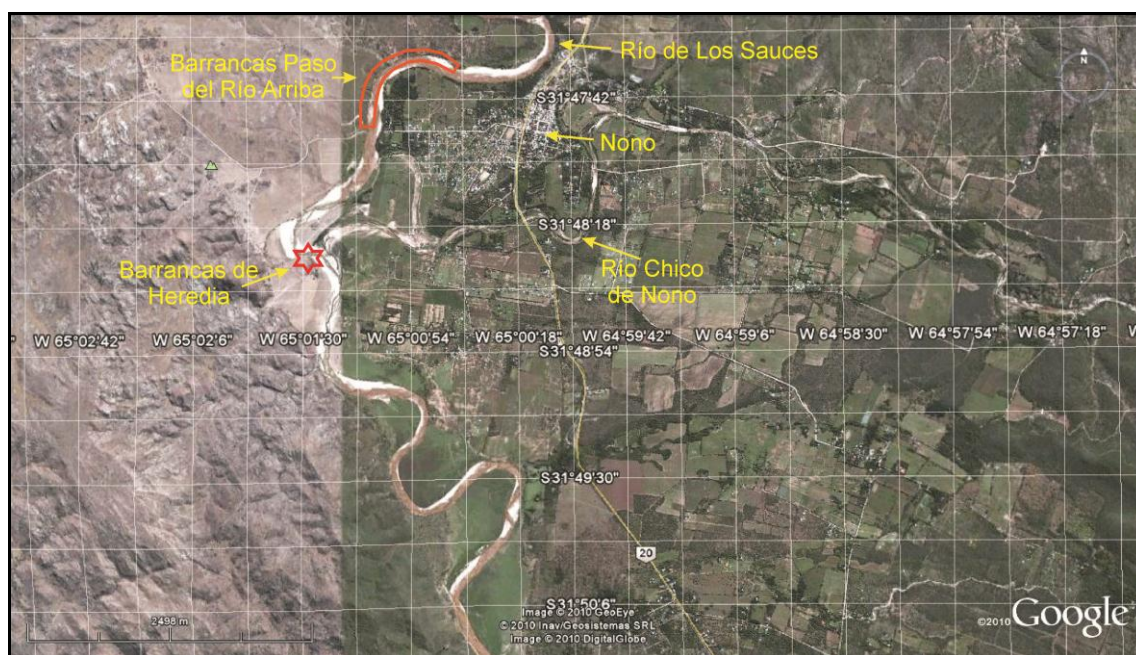 Río de Los Sauces
Barrancas Paso
del Río Arriba
N
S31°47'42"
Nono
S31°48'18"
Barrancas de
Heredia
Río Chico
de Nono
W 65°02'42"
W 65°02'6"
W 65°01'30"
W 65°00'54"
W 65°00'18"
W 64°59'42"
W 64°59'6"
W 64°58'30"
W 64°57'54"
W 64°57'18"
W
S31°48'54"
S31°49'30"
20
S31°50'6"
2498 m
Image © 2010 GeoEye
© 2010 Inav/Geosistemas SRL
Image © 2010 DigitalGlobe
©2010 Google